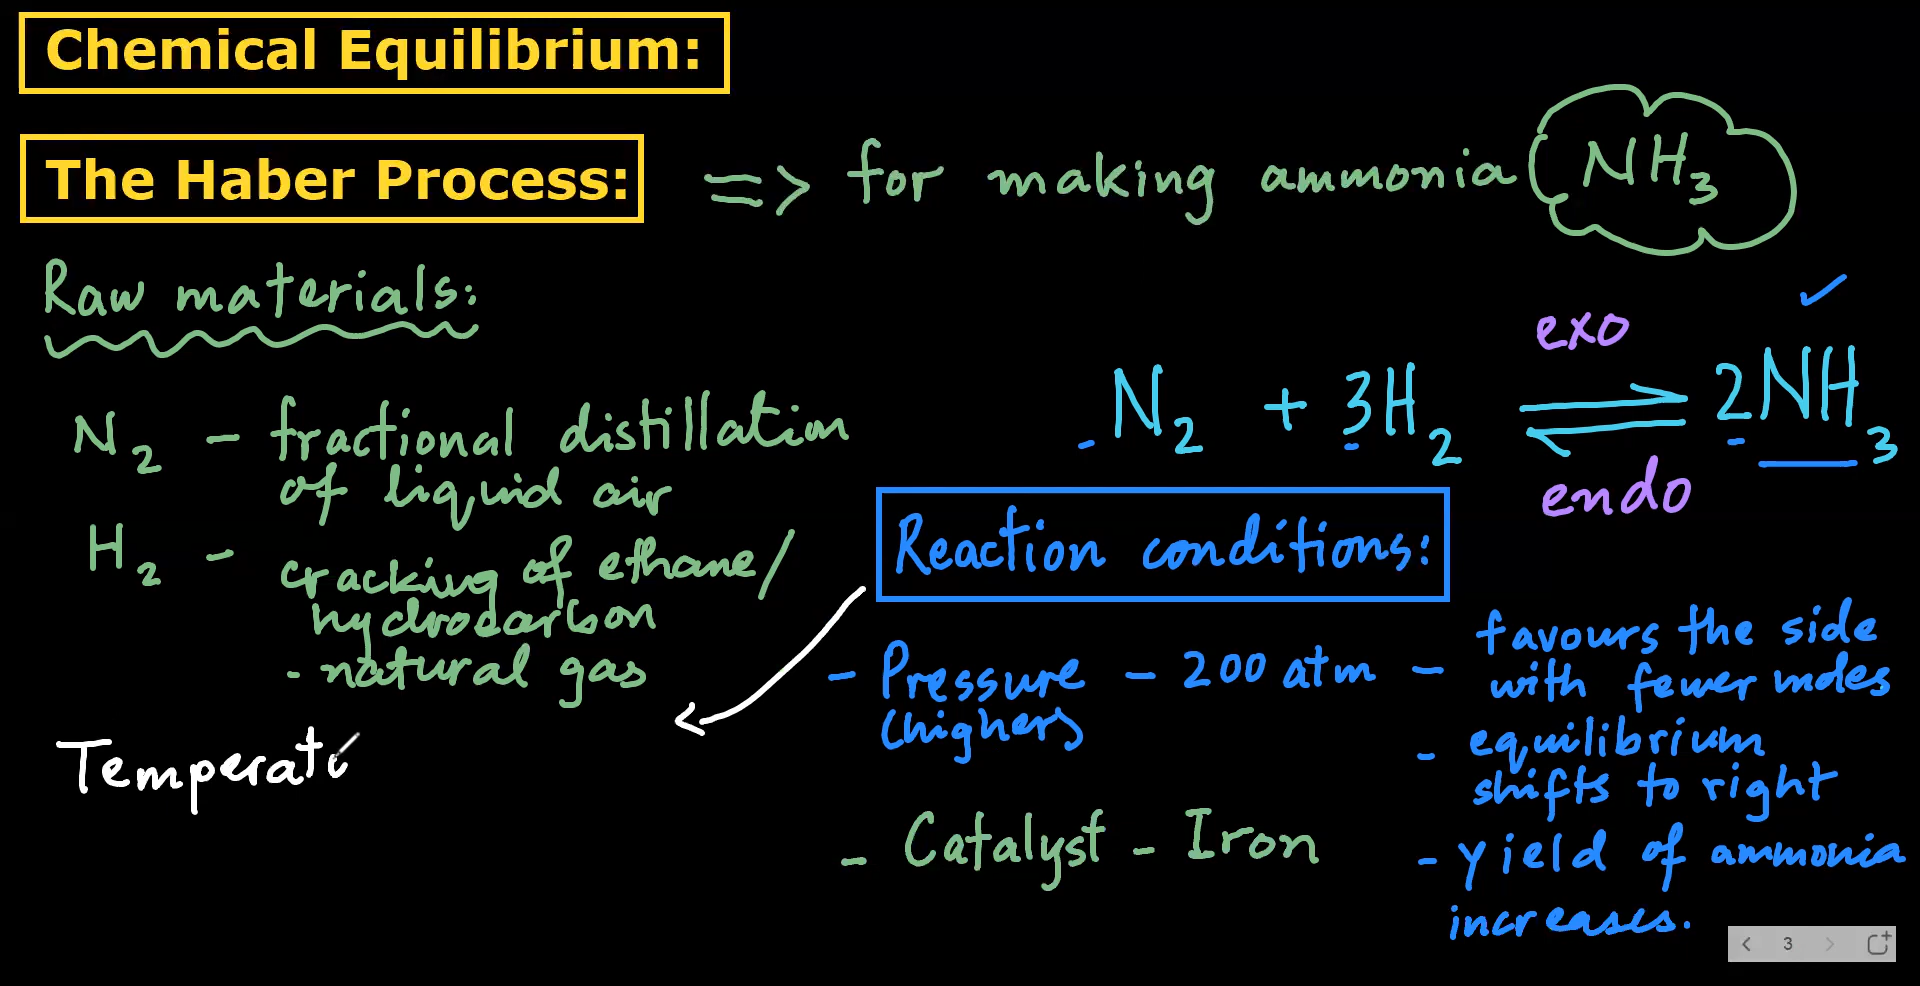 Chemical Equilibrium:
The Haber Process: => for making ammonia NH3
Raw materials:
N2 - fractional distillation
of liquid air
H2 - cracking of ethane/
hydrocarbon
- natural gas
exo
N2 + 3H2 ⇌ 2NH3
endo
Reaction conditions:
- Pressure - 200 atm - favours the side
with fewer moles
(higher)
- equilibrium
shifts to right
- yield of ammonia
increases.
- Catalyst - Iron
Temperatu
3